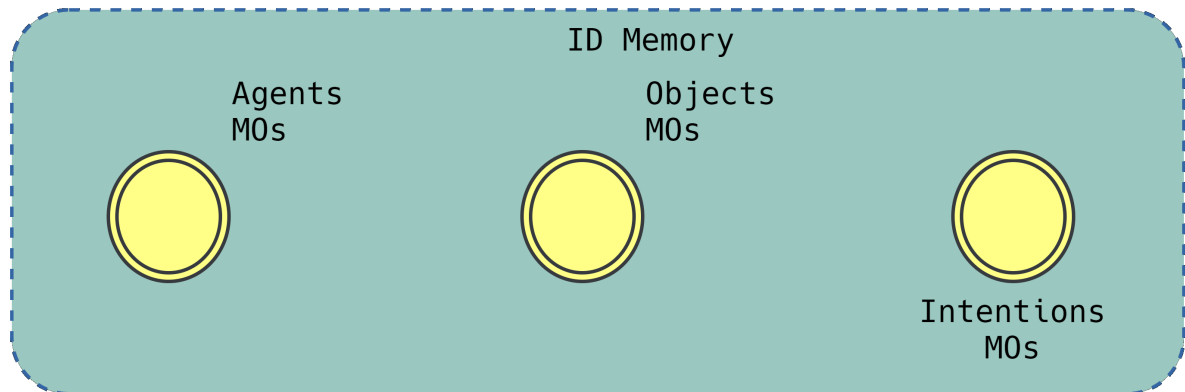 ID Memory
Agents
MOs
Objects
MOs
Intentions
MOs